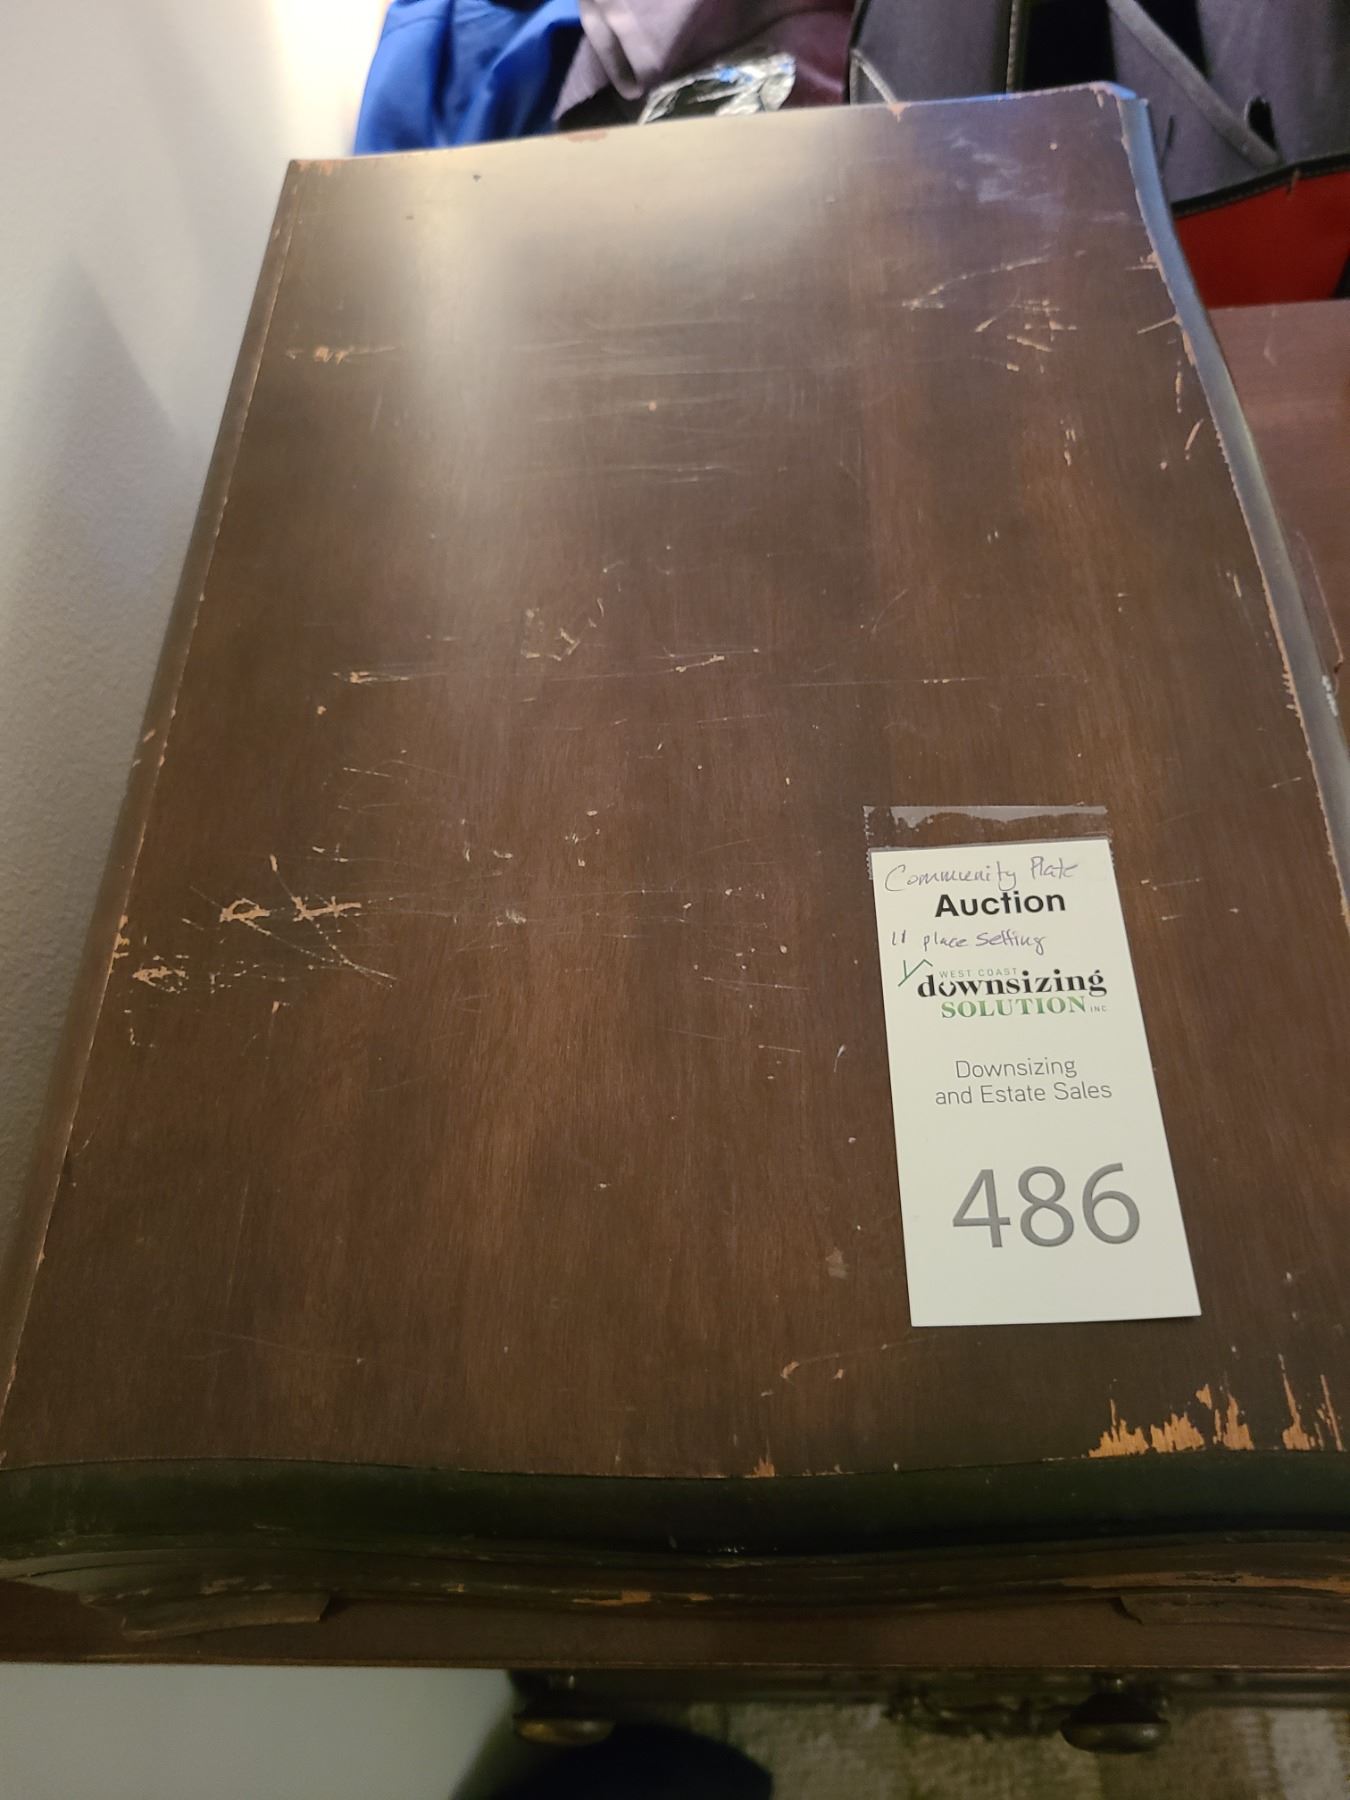 Community Plate
Auction
11 place setting
WEST COAST
downsizing
SOLUTION INC
Downsizing
and Estate Sales
486